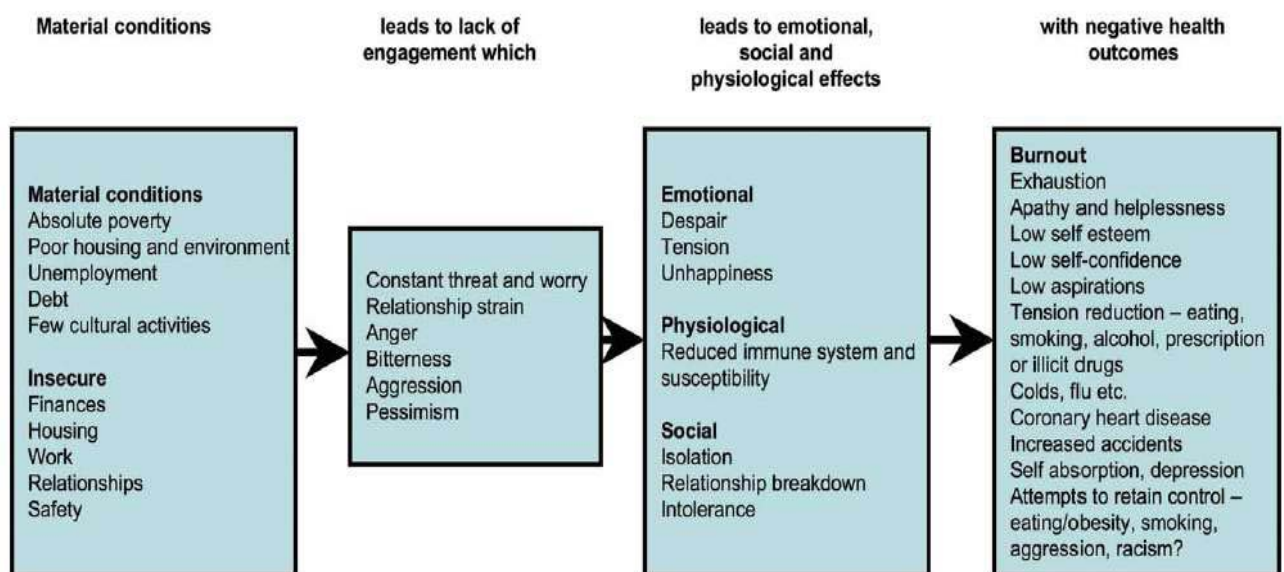 Material conditions
leads to lack of
engagement which
leads to emotional,
social and
physiological effects
with negative health
outcomes
Material conditions
Absolute poverty
Poor housing and environment
Unemployment
Debt
Few cultural activities
Insecure
Finances
Housing
Work
Relationships
Safety
Constant threat and worry
Relationship strain
Anger
Bitterness
Aggression
Pessimism
Emotional
Despair
Tension
Unhappiness
Physiological
Reduced immune system and
susceptibility
Social
Isolation
Relationship breakdown
Intolerance
Burnout
Exhaustion
Apathy and helplessness
Low self esteem
Low self-confidence
Low aspirations
Tension reduction – eating,
smoking, alcohol, prescription
or illicit drugs
Colds, flu etc.
Coronary heart disease
Increased accidents
Self absorption, depression
Attempts to retain control –
eating/obesity, smoking,
aggression, racism?